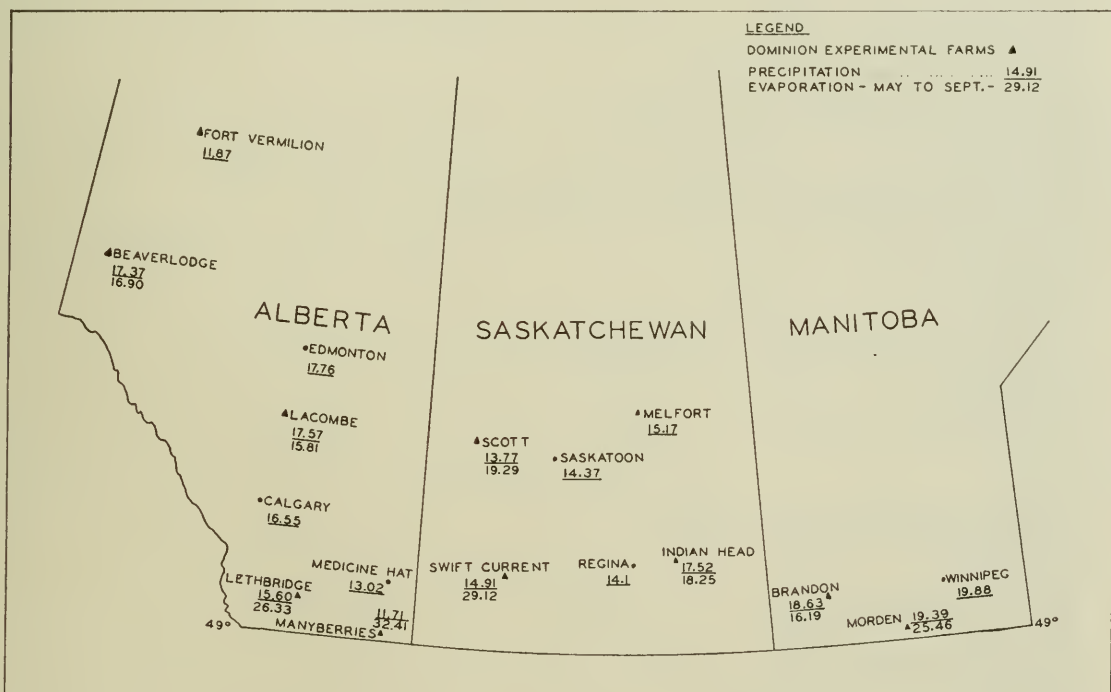 LEGEND
DOMINION EXPERIMENTAL FARMS ▲
PRECIPITATION .. ... . ... 14.91
EVAPORATION - MAY TO SEPT. - 29.12
FORT VERMILION
11.87
BEAVERLODGE
17.37
16.90
ALBERTA
SASKATCHEWAN
MANITOBA
EDMONTON
17.76
LACOMBE
17.57
15.81
MELFORT
15.17
SCOTT
13.77
19.29
SASKATOON
14.37
CALGARY
16.55
MEDICINE HAT
13.02
LETHBRIDGE
15.60
26.33
11.71
32.41
MANYBERRIES
49°
SWIFT CURRENT
14.91
29.12
REGINA
14.1
INDIAN HEAD
17.52
18.25
BRANDON
18.63
16.19
WINNIPEG
19.88
MORDEN
19.39
25.46
49°